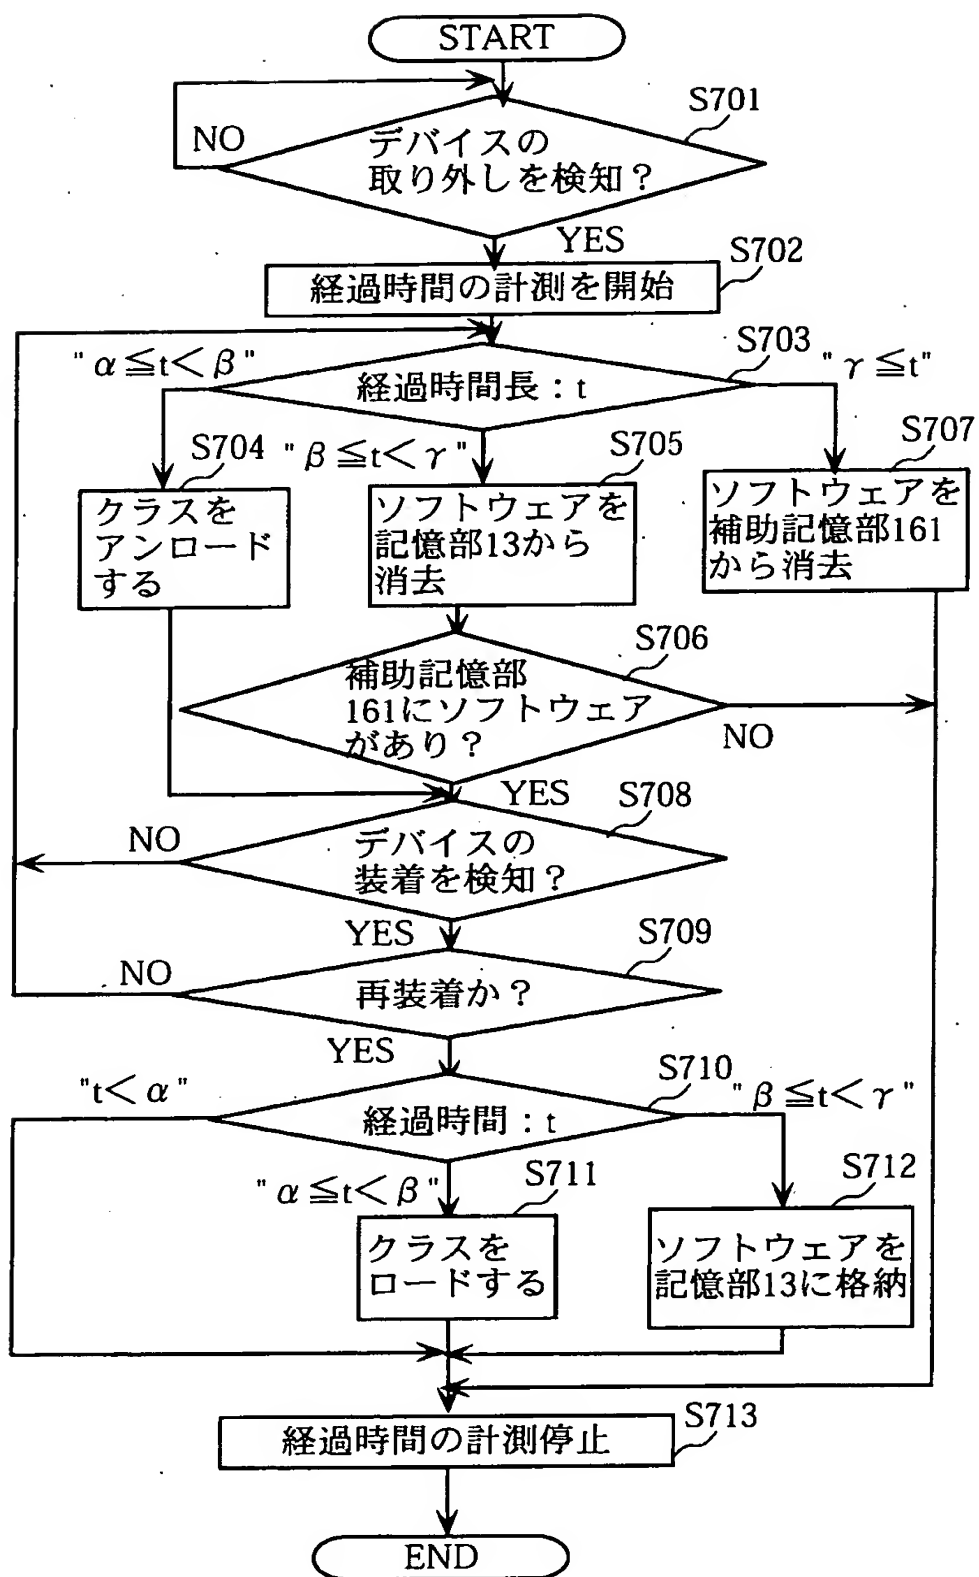 START
S701
NO
デバイスの
取り外しを検知？
YES
S702
経過時間の計測を開始
S703
"α≦t<β"
"γ≦t"
経過時間長：t
S704
"β≦t<γ"
S705
S707
クラスを
アンロード
する
ソフトウェアを
記憶部13から
消去
ソフトウェアを
補助記憶部161
から消去
S706
補助記憶部
161にソフトウェア
があり？
NO
YES
S708
NO
デバイスの
装着を検知？
YES
S709
NO
再装着か？
YES
"t<α"
S710
"β≦t<γ"
経過時間：t
"α≦t<β"
S711
S712
クラスを
ロードする
ソフトウェアを
記憶部13に格納
S713
経過時間の計測停止
END